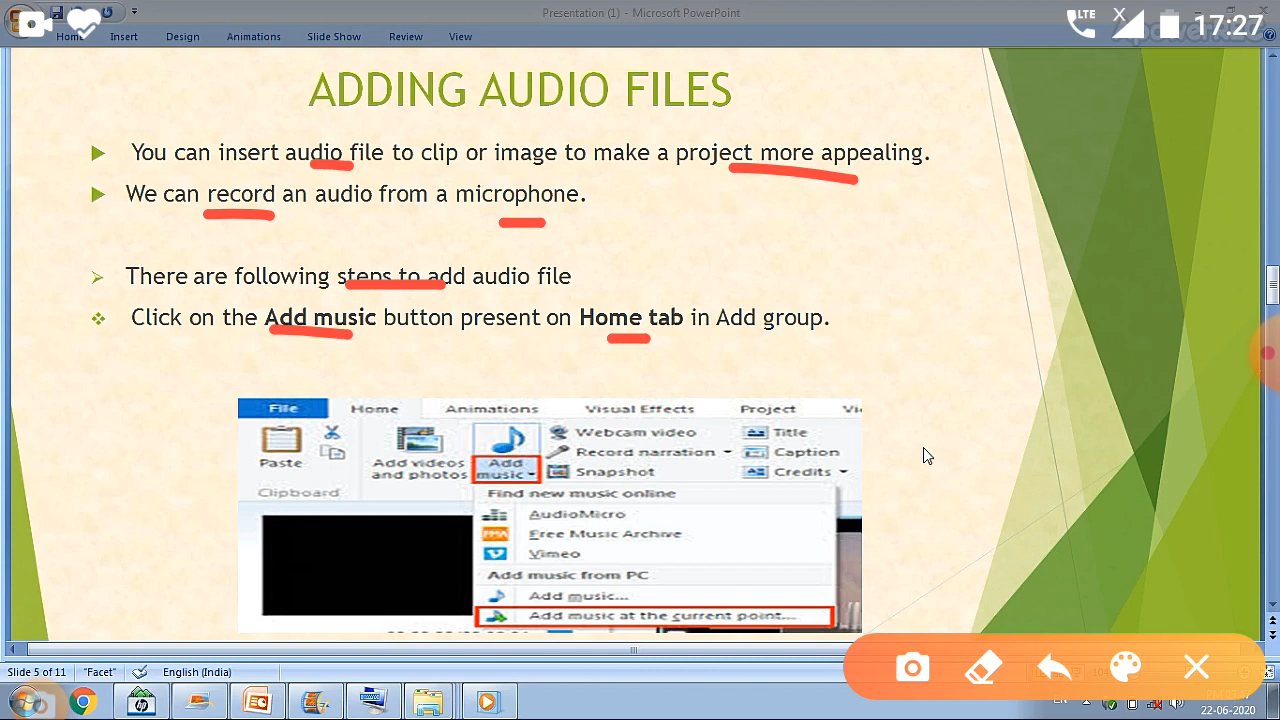 Presentation (1) - Microsoft PowerPoint
LTE X 17:27
Home Insert Design Animations Slide Show Review View
ADDING AUDIO FILES
You can insert audio file to clip or image to make a project more appealing.
We can record an audio from a microphone.
There are following steps to add audio file
Click on the Add music button present on Home tab in Add group.
File Home Animations Visual Effects Project
Webcam video Title
Paste Add videos and photos Add music Record narration Caption
Snapshot Credits
Clipboard
Find new music online
AudioMicro
Free Music Archive
Vimeo
Add music from PC
Add music...
Add music at the current point...
Slide 5 of 11 "Facet" English (India)
22-06-2020